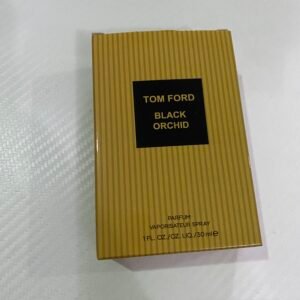 TOM FORD
BLACK
ORCHID
PARFUM
VAPORISATEUR SPRAY
1 FL. OZ./OZ. LIQ./30 ml e